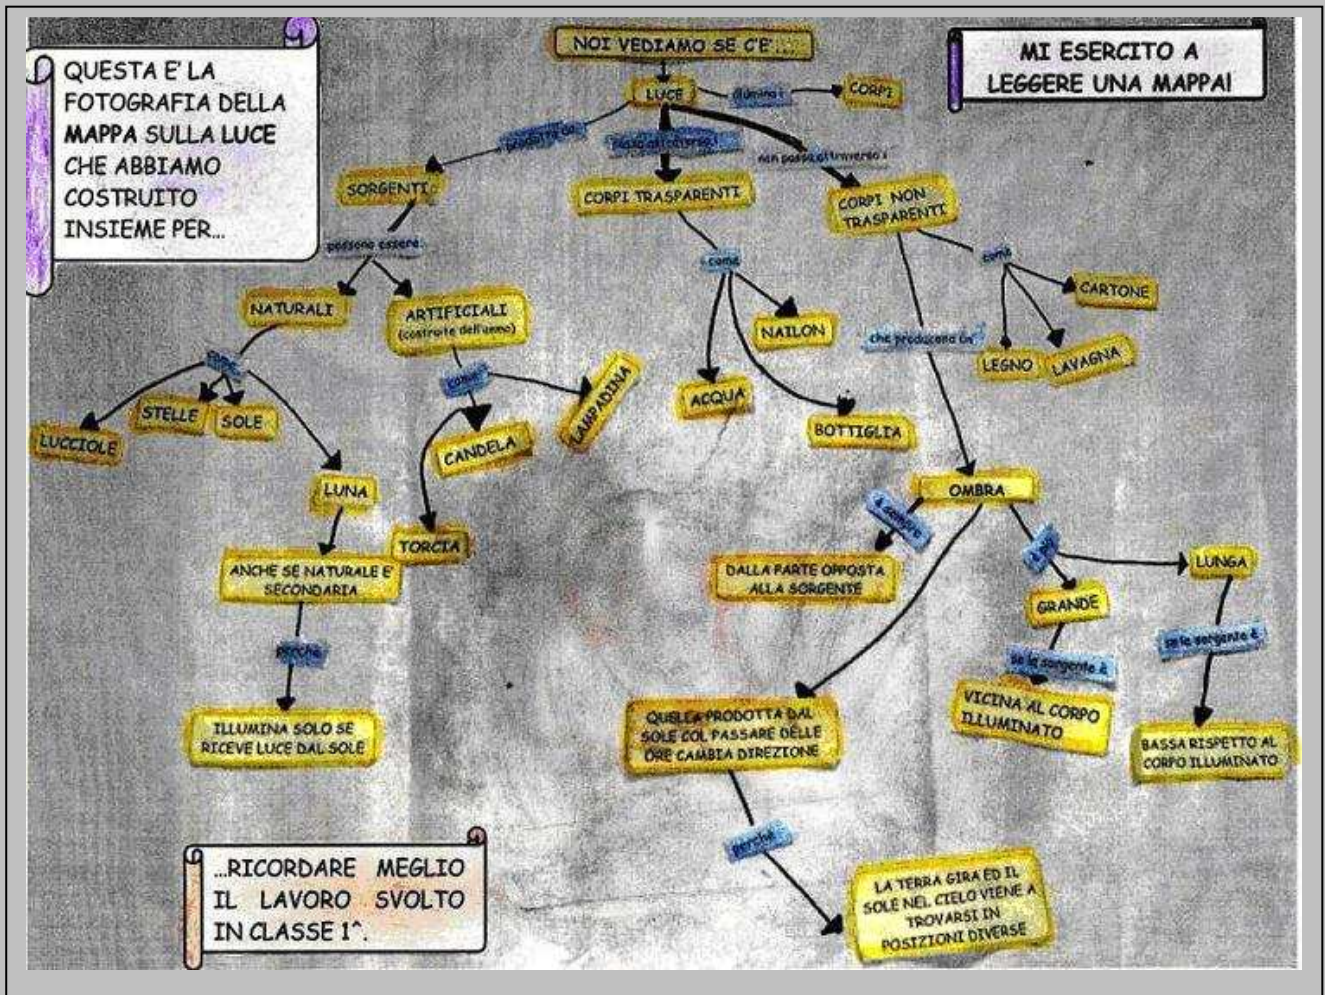 QUESTA E' LA
FOTOGRAFIA DELLA
MAPPA SULLA LUCE
CHE ABBIAMO
COSTRUITO
INSIEME PER...
MI ESERCITO A
LEGGERE UNA MAPPA!
NOI VEDIAMO SE C'E'...
LUCE
illumina i
CORPI
prodotta da
passa attraverso i
non passa attraverso i
SORGENTI
CORPI TRASPARENTI
CORPI NON
TRASPARENTI
possono essere:
come
come
NATURALI
ARTIFICIALI
(costruite dell'uomo)
NAILON
CARTONE
che producono un'
LEGNO
LAVAGNA
come
come
LAMPADINA
ACQUA
BOTTIGLIA
LUCCIOLE
STELLE
SOLE
CANDELA
LUNA
TORCIA
OMBRA
è sempre
ANCHE SE NATURALE E'
SECONDARIA
DALLA PARTE OPPOSTA
ALLA SORGENTE
GRANDE
LUNGA
perché
se la sorgente è
se la sorgente è
ILLUMINA SOLO SE
RICEVE LUCE DAL SOLE
QUELLA PRODOTTA DAL
SOLE COL PASSARE DELLE
ORE CAMBIA DIREZIONE
VICINA AL CORPO
ILLUMINATO
BASSA RISPETTO AL
CORPO ILLUMINATO
perché
LA TERRA GIRA ED IL
SOLE NEL CIELO VIENE A
TROVARSI IN
POSIZIONI DIVERSE
...RICORDARE MEGLIO
IL LAVORO SVOLTO
IN CLASSE 1^.